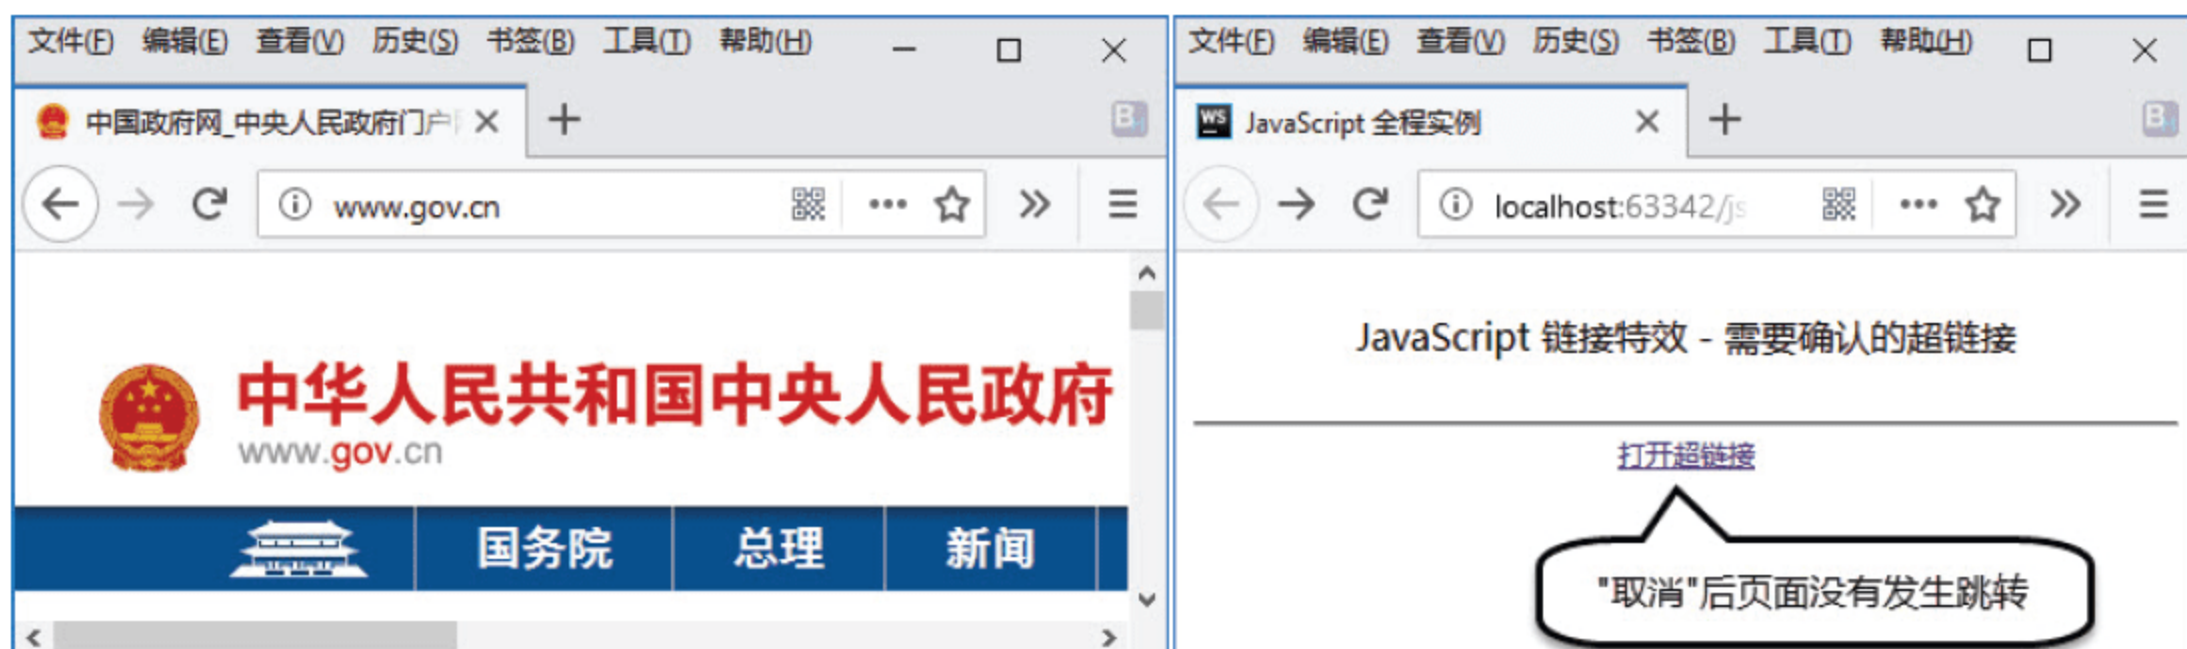 文件(F) 编辑(E) 查看(V) 历史(S) 书签(B) 工具(T) 帮助(H)
中国政府网_中央人民政府门户
www.gov.cn
中华人民共和国中央人民政府
www.gov.cn
国务院 总理 新闻
文件(F) 编辑(E) 查看(V) 历史(S) 书签(B) 工具(T) 帮助(H)
WS JavaScript 全程实例
localhost:63342/js
JavaScript 链接特效 - 需要确认的超链接
打开超链接
"取消"后页面没有发生跳转